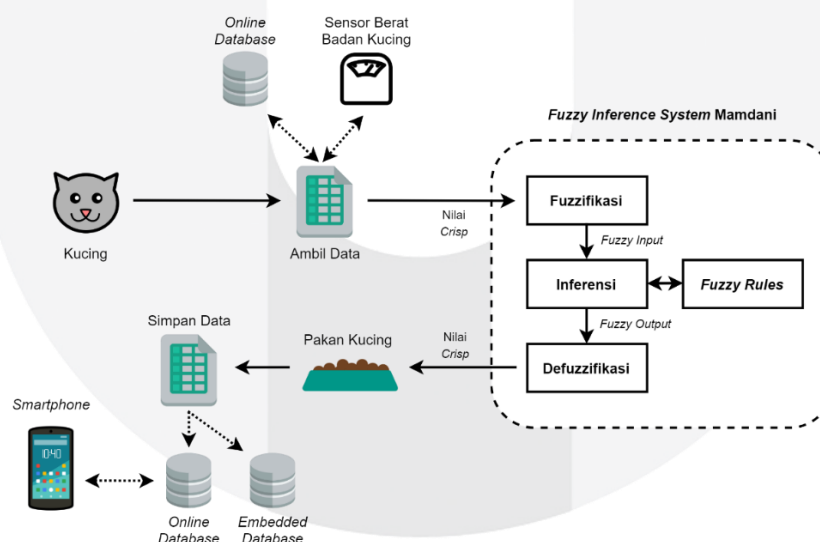 Online
Database
Sensor Berat
Badan Kucing
Fuzzy Inference System Mamdani
Kucing
Ambil Data
Nilai
Crisp
Fuzzifikasi
Fuzzy Input
Inferensi
Fuzzy Rules
Fuzzy Output
Defuzzifikasi
Simpan Data
Pakan Kucing
Nilai
Crisp
Smartphone
10:40
Online
Database
Embedded
Database